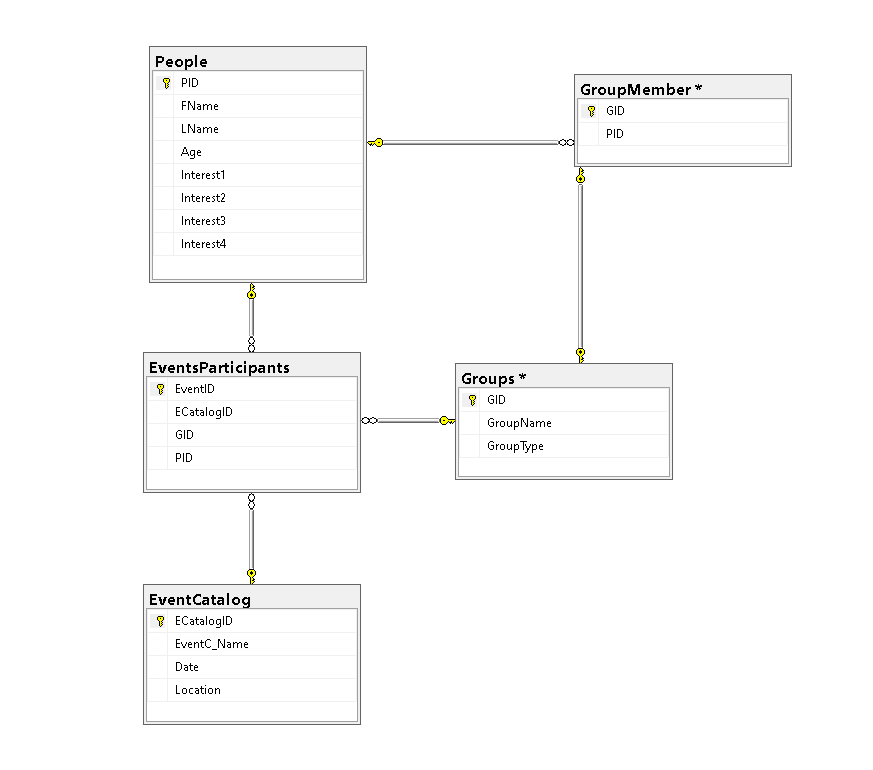 People
PID
FName
LName
Age
Interest1
Interest2
Interest3
Interest4
GroupMember *
GID
PID
EventsParticipants
EventID
ECatalogID
GID
PID
Groups *
GID
GroupName
GroupType
EventCatalog
ECatalogID
EventC_Name
Date
Location